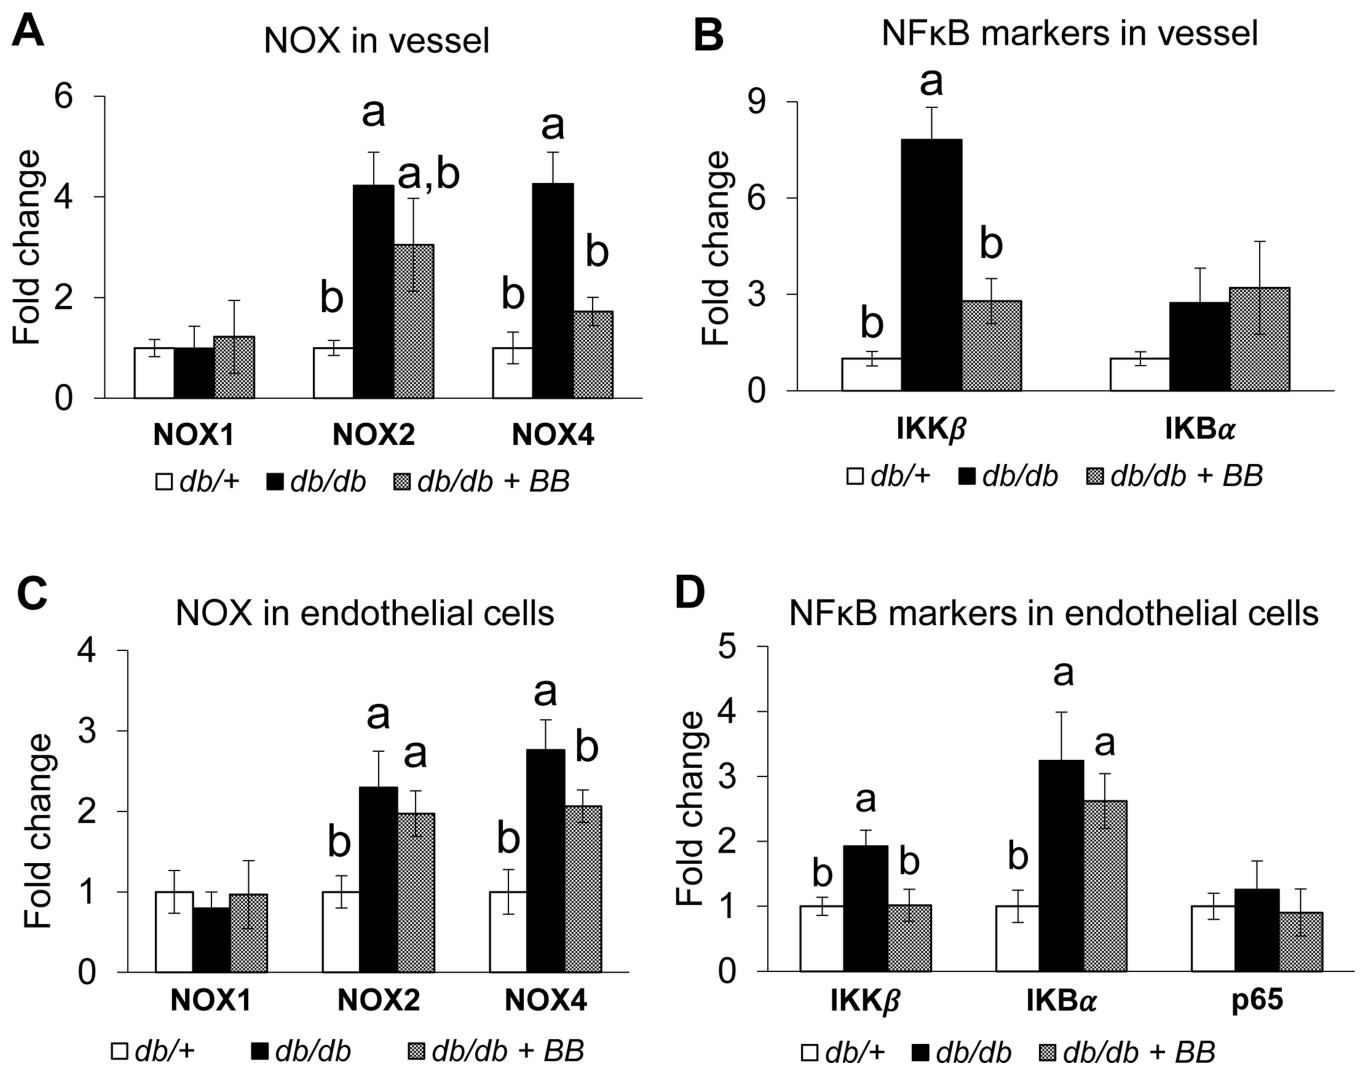 A
NOX in vessel
Fold change
6
4
2
0
a
a,b
b
a
b
b
NOX1 NOX2 NOX4
db/+ db/db db/db + BB
B
NFκB markers in vessel
Fold change
9
6
3
0
a
b
b
IKKβ IKBα
db/+ db/db db/db + BB
C
NOX in endothelial cells
Fold change
4
3
2
1
0
a
a
b
a
b
b
NOX1 NOX2 NOX4
db/+ db/db db/db + BB
D
NFκB markers in endothelial cells
Fold change
5
4
3
2
1
0
a
b
b
a
a
b
IKKβ IKBα p65
db/+ db/db db/db + BB